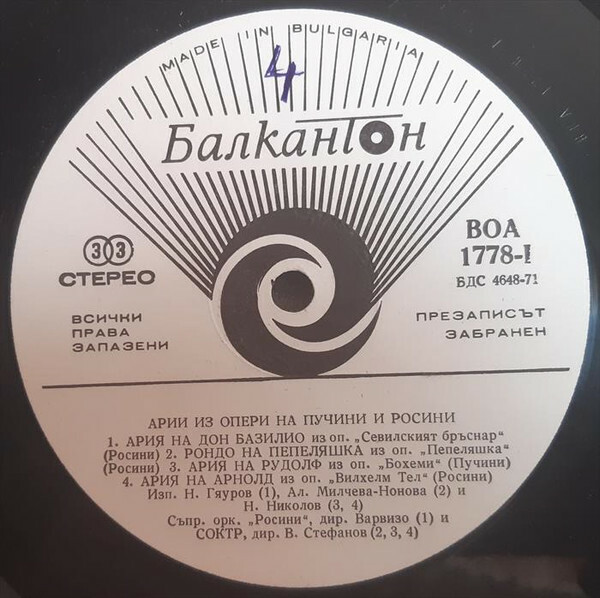 MADE IN BULGARIA
4
Балкантон
33
СТЕРЕО
ВОА
1778-I
БДС 4648-71
ВСИЧКИ
ПРАВА
ЗАПАЗЕНИ
ПРЕЗАПИСЪТ
ЗАБРАНЕН
АРИИ ИЗ ОПЕРИ НА ПУЧИНИ И РОСИНИ
1. АРИЯ НА ДОН БАЗИЛИО из оп. „Севилският бръснар“
(Росини) 2. РОНДО НА ПЕПЕЛЯШКА из оп. „Пепеляшка“
(Росини) 3. АРИЯ НА РУДОЛФ из оп. „Бохеми“ (Пучини)
4. АРИЯ НА АРНОЛД из оп. „Вилхелм Тел“ (Росини)
Изп. Н. Гяуров (1), Ал. Милчева-Нонова (2) и
Н. Николов (3, 4)
Съпр. орк. „Росини“, дир. Варвизо (1) и
СОКТР, дир. В. Стефанов (2, 3, 4)